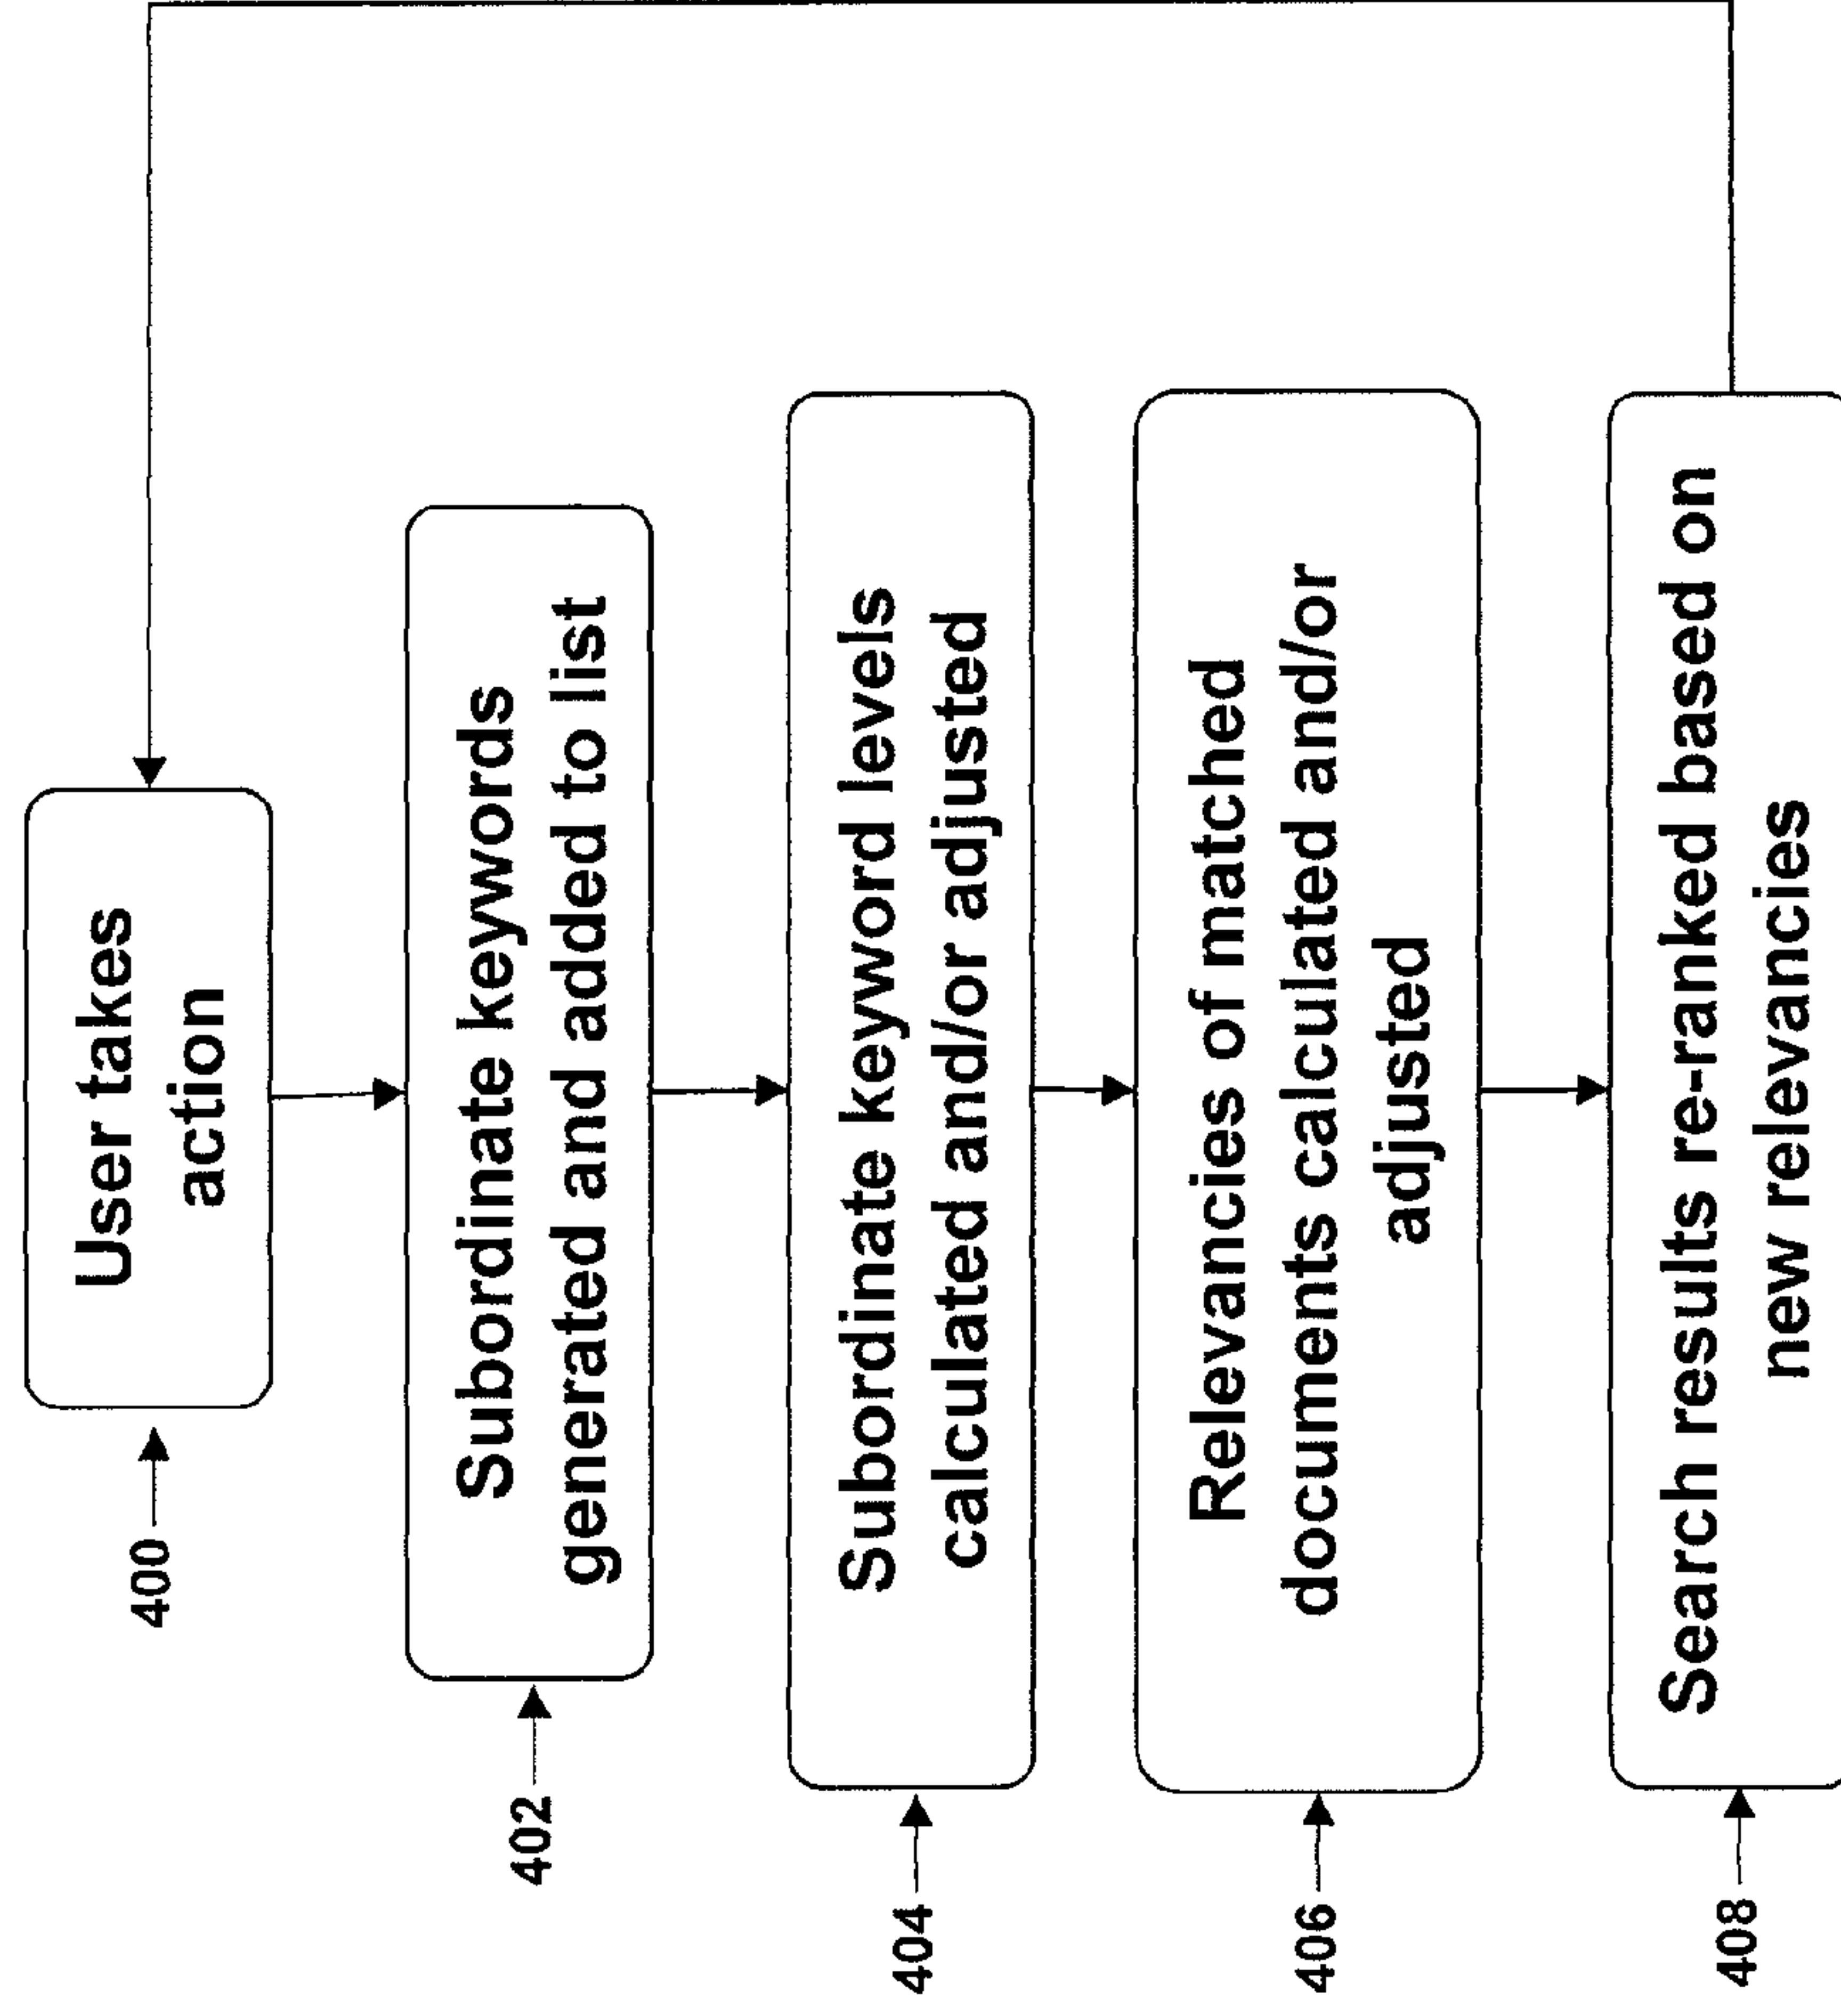 400
User takes
action
402
Subordinate keywords
generated and added to list
404
Subordinate keyword levels
calculated and/or adjusted
406
Relevancies of matched
documents calculated and/or
adjusted
408
Search results re-ranked based on
new relevancies